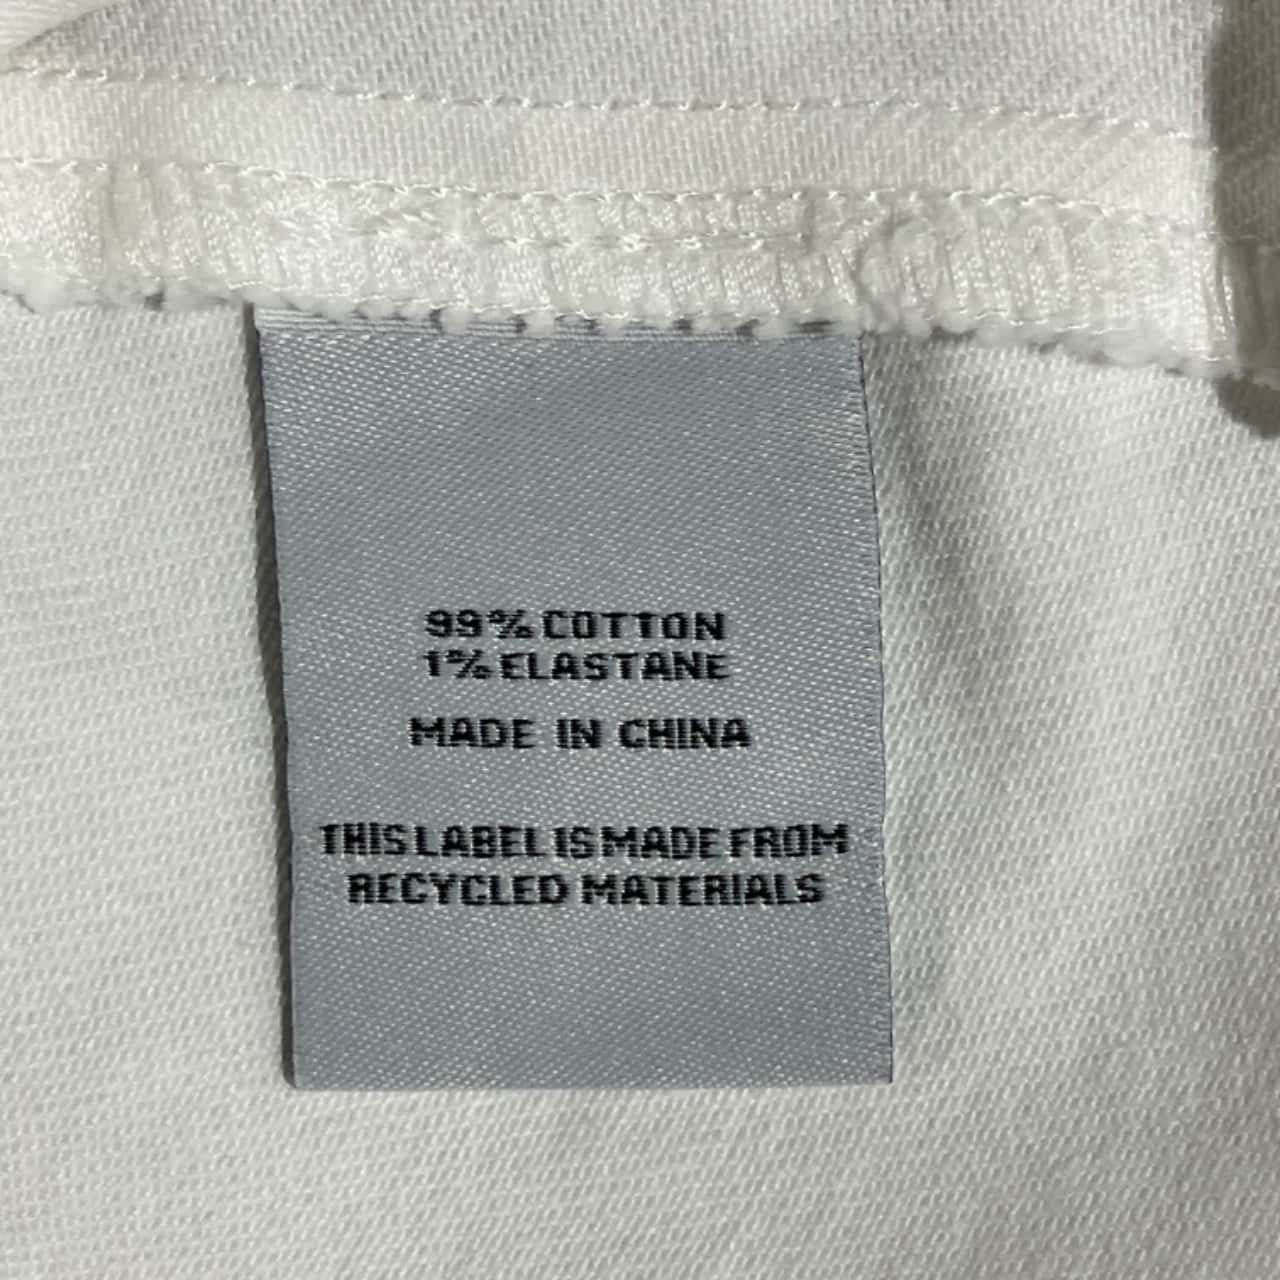 99% COTTON
1% ELASTANE
MADE IN CHINA
THIS LABEL IS MADE FROM
RECYCLED MATERIALS